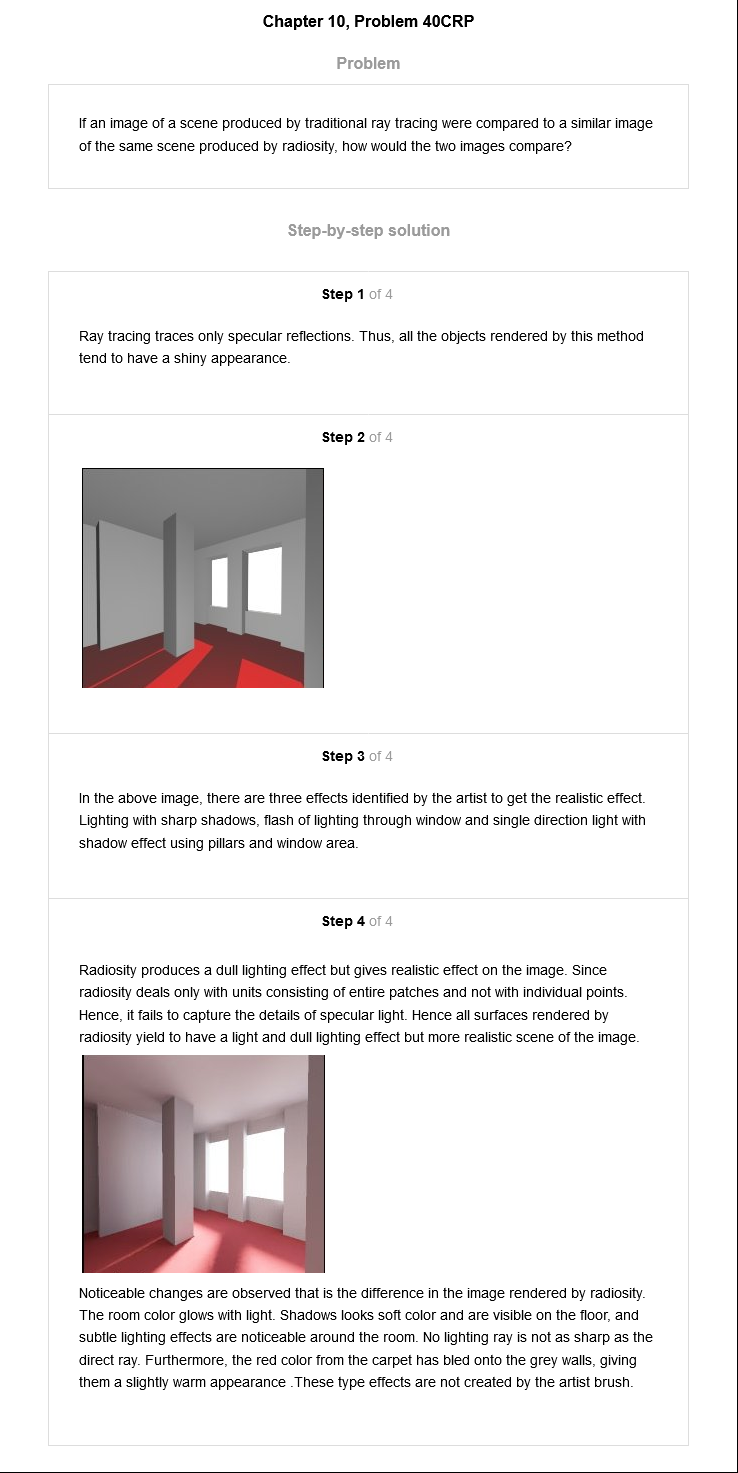 Chapter 10, Problem 40CRP
Problem
If an image of a scene produced by traditional ray tracing were compared to a similar image
of the same scene produced by radiosity, how would the two images compare?
Step-by-step solution
Step 1 of 4
Ray tracing traces only specular reflections. Thus, all the objects rendered by this method
tend to have a shiny appearance.
Step 2 of 4
Step 3 of 4
In the above image, there are three effects identified by the artist to get the realistic effect.
Lighting with sharp shadows, flash of lighting through window and single direction light with
shadow effect using pillars and window area.
Step 4 of 4
Radiosity produces a dull lighting effect but gives realistic effect on the image. Since
radiosity deals only with units consisting of entire patches and not with individual points.
Hence, it fails to capture the details of specular light. Hence all surfaces rendered by
radiosity yield to have a light and dull lighting effect but more realistic scene of the image.
Noticeable changes are observed that is the difference in the image rendered by radiosity.
The room color glows with light. Shadows looks soft color and are visible on the floor, and
subtle lighting effects are noticeable around the room. No lighting ray is not as sharp as the
direct ray. Furthermore, the red color from the carpet has bled onto the grey walls, giving
them a slightly warm appearance .These type effects are not created by the artist brush.